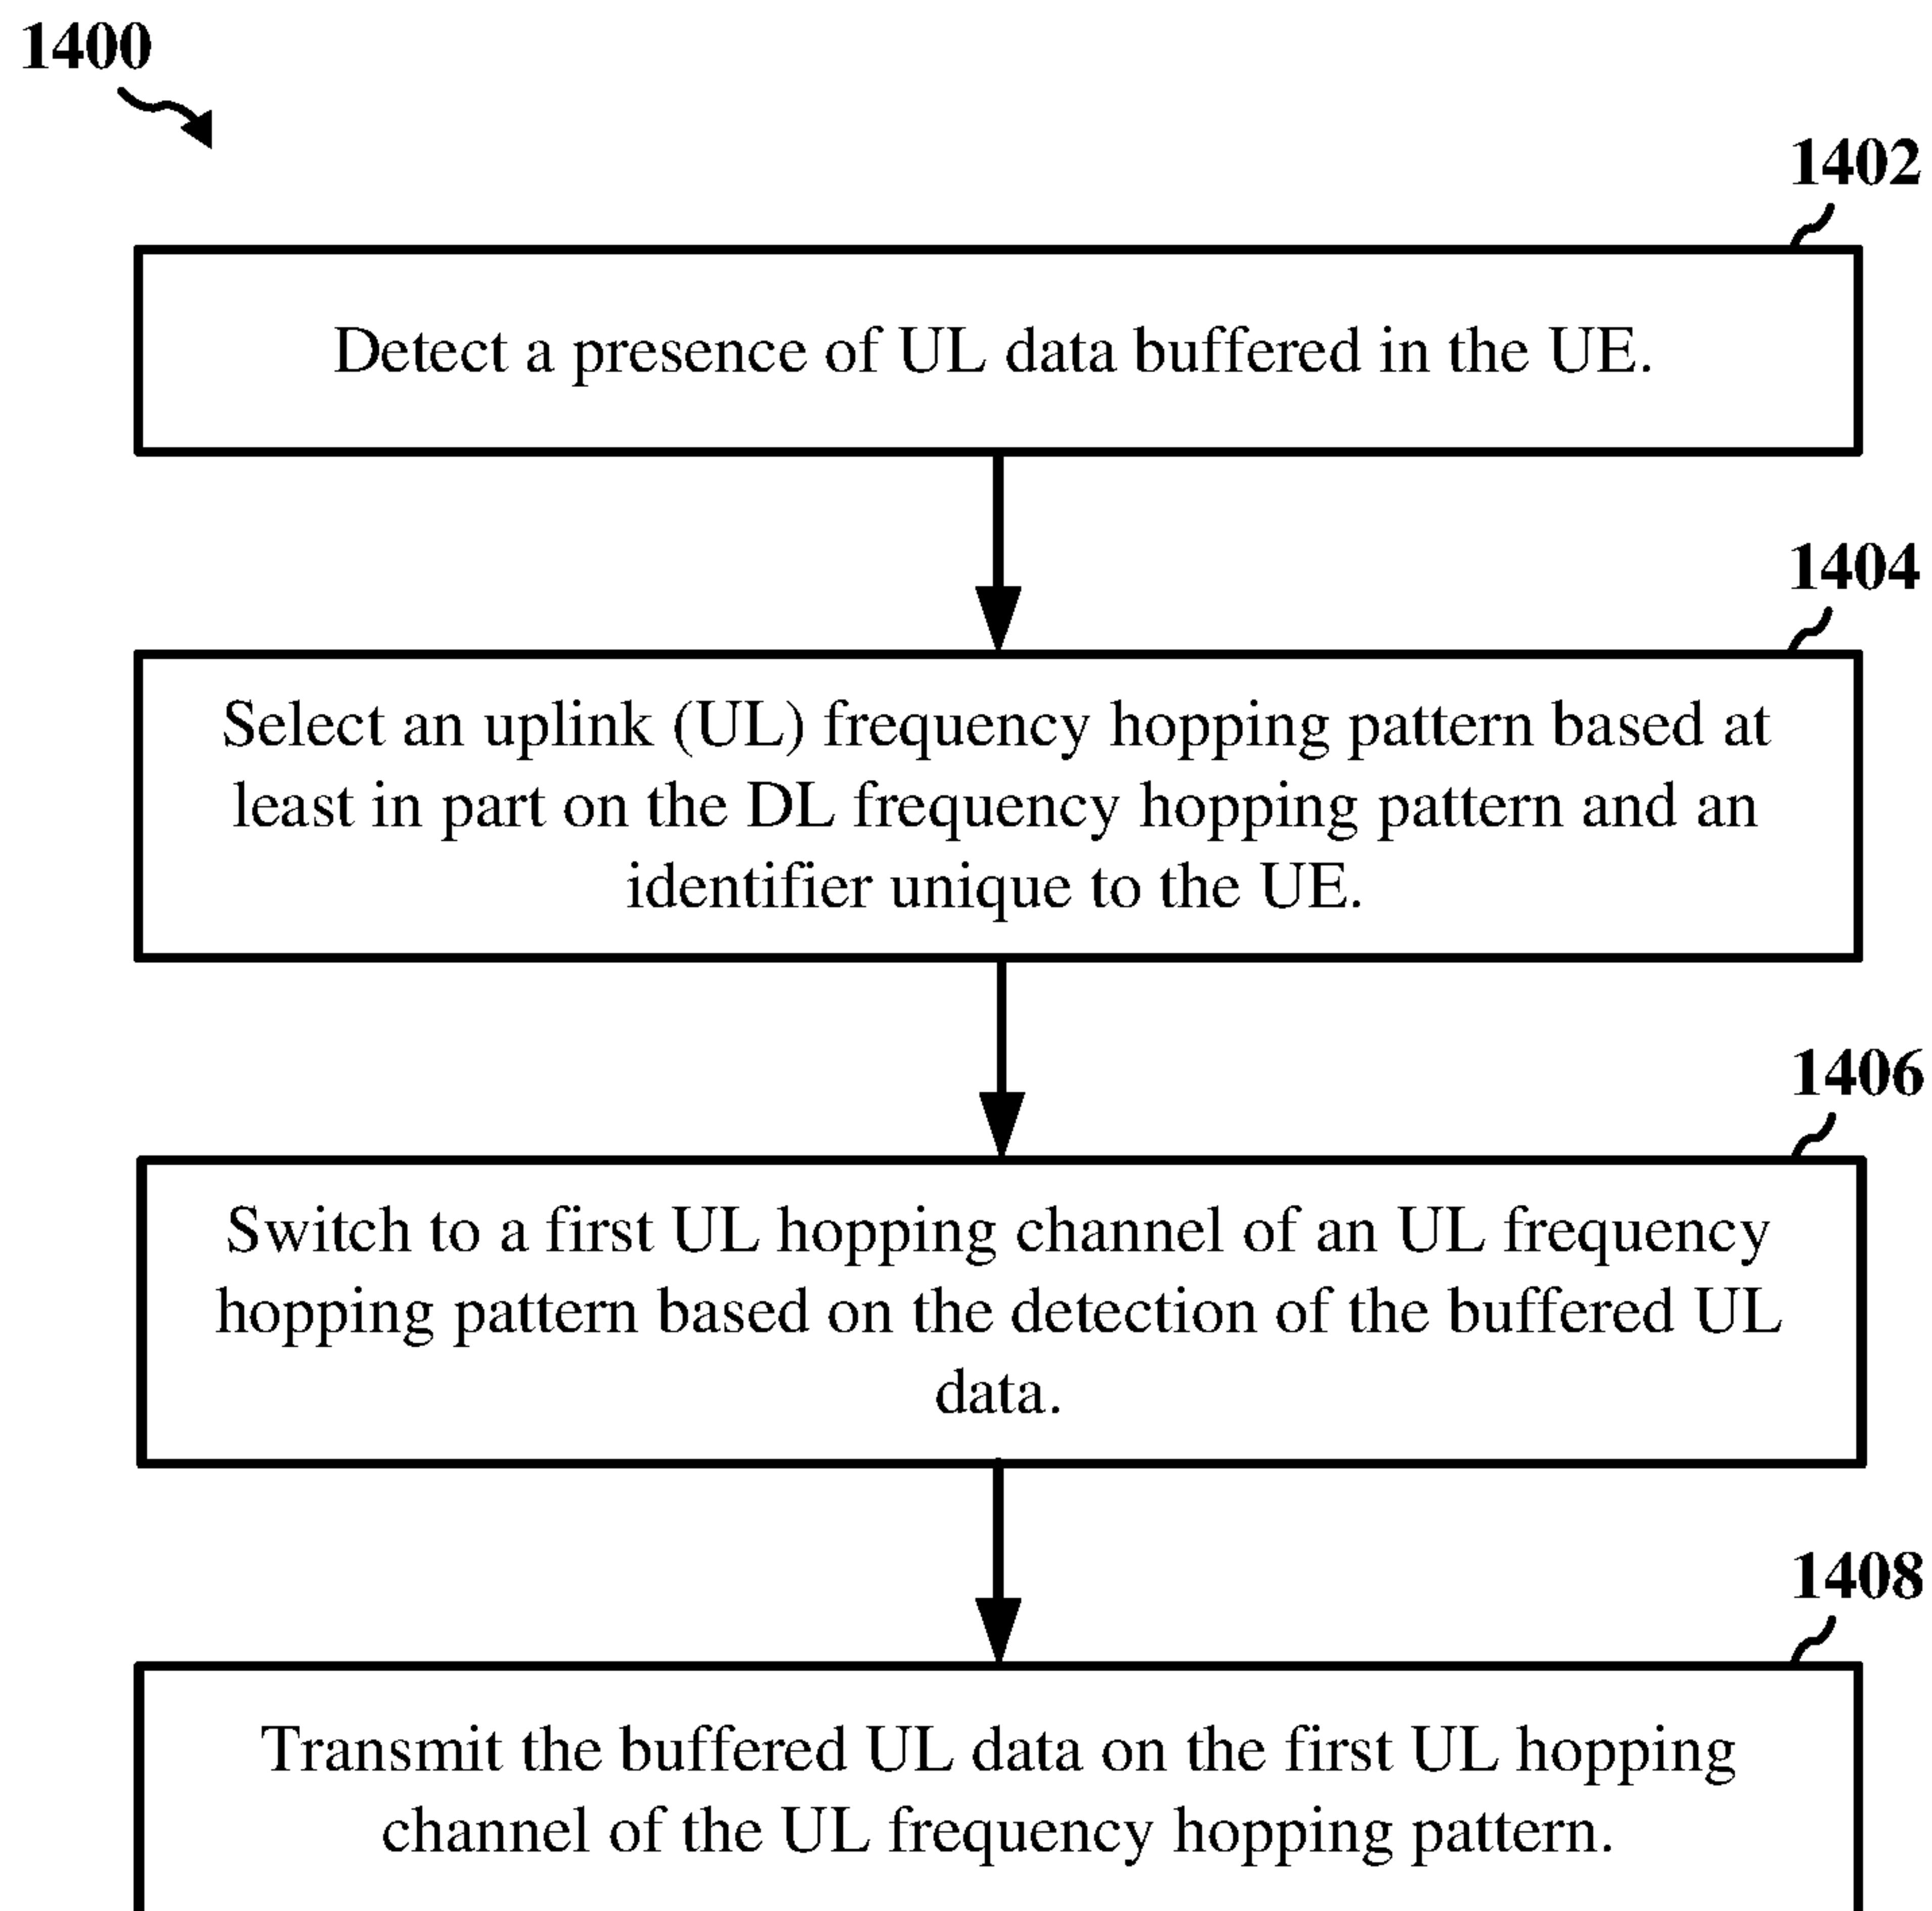 1400
1402
Detect a presence of UL data buffered in the UE.
1404
Select an uplink (UL) frequency hopping pattern based at
least in part on the DL frequency hopping pattern and an
identifier unique to the UE.
1406
Switch to a first UL hopping channel of an UL frequency
hopping pattern based on the detection of the buffered UL
data.
1408
Transmit the buffered UL data on the first UL hopping
channel of the UL frequency hopping pattern.